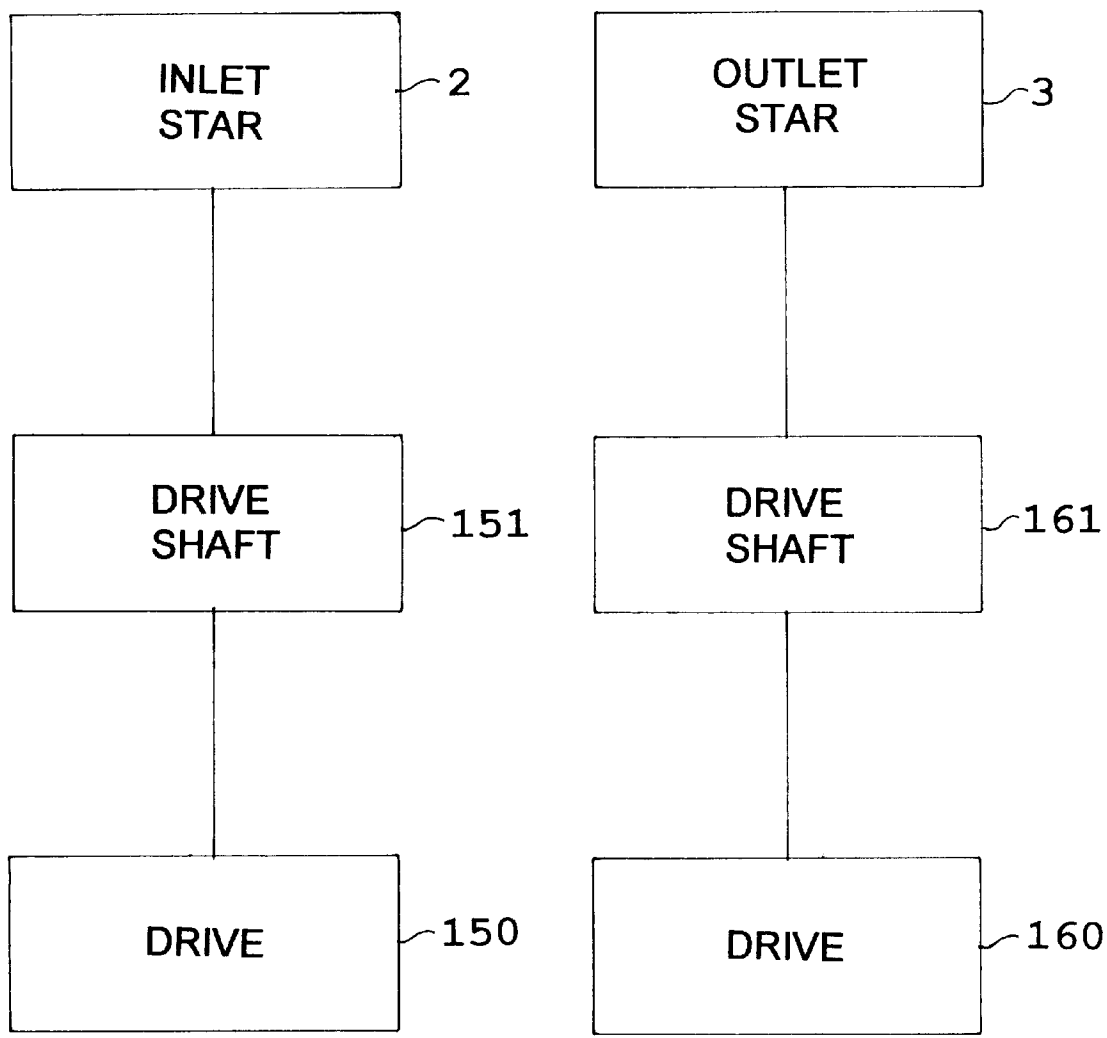 INLET
STAR
2
OUTLET
STAR
3
DRIVE
SHAFT
151
DRIVE
SHAFT
161
DRIVE
150
DRIVE
160